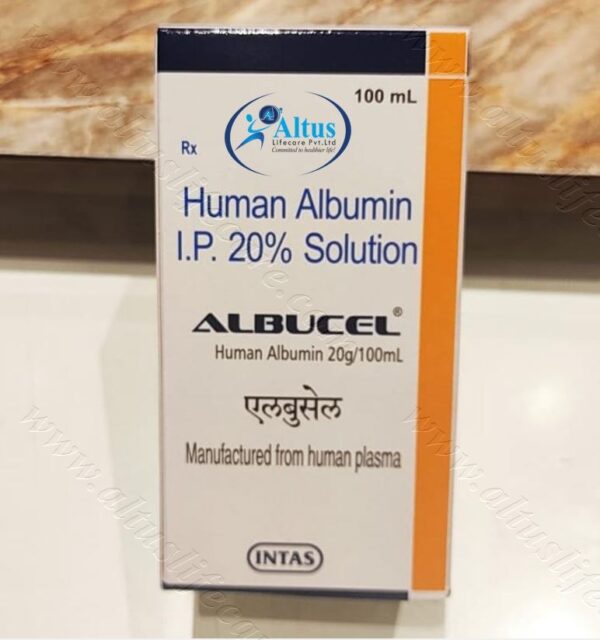 100 mL
Altus
Lifecare Pvt.Ltd
Committed to healthier life!
Rx
Human Albumin
I.P. 20% Solution
ALBUCEL®
Human Albumin 20g/100mL
एलबुसेल
Manufactured from human plasma
INTAS
www.altuslifecare.com